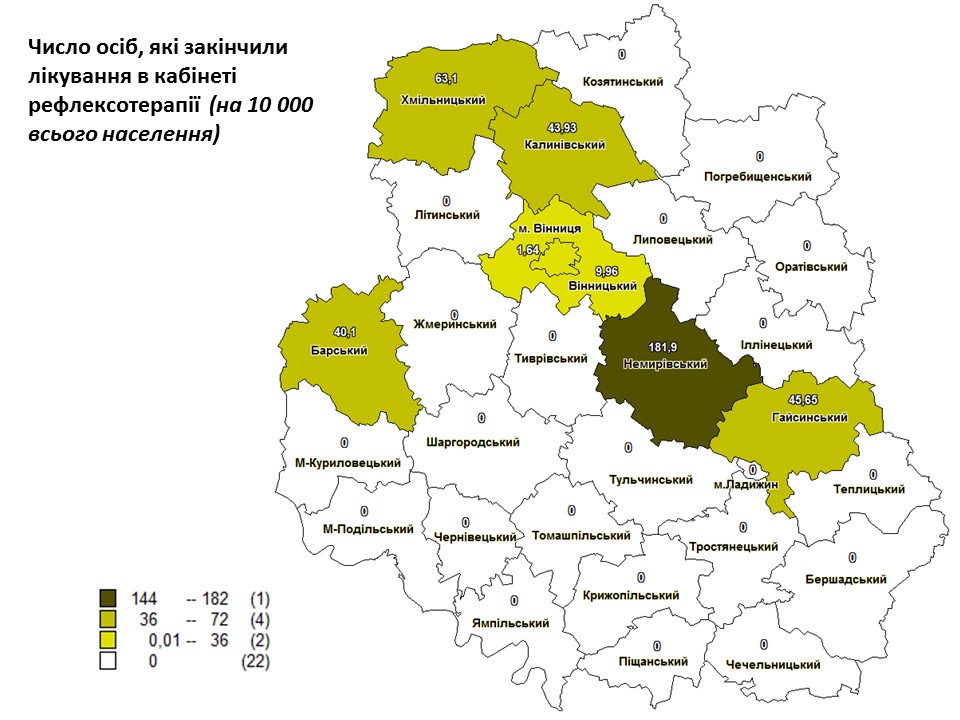 Число осіб, які закінчили
лікування в кабінеті
рефлексотерапії (на 10 000
всього населення)
0
Козятинський
63,1
Хмільницький
43,93
Калинівський
0
Погребищенський
0
Літинський
0
Липовецький
м. Вінниця
1,64
9,96
Вінницький
0
Оратівський
0
Жмеринський
40,1
Барський
0
Тиврівський
181,9
Немирівський
0
Іллінецький
45,65
Гайсинський
0
Шаргородський
0
М-Куриловецький
0
Тульчинський
0
м.Ладижин
0
Теплицький
0
М-Подільський
0
Чернівецький
0
Томашпільський
0
Тростянецький
0
Бершадський
0
Ямпільський
0
Крижопільський
0
Піщанський
0
Чечельницький
144 -- 182 (1)
36 -- 72 (4)
0,01 -- 36 (2)
0 (22)